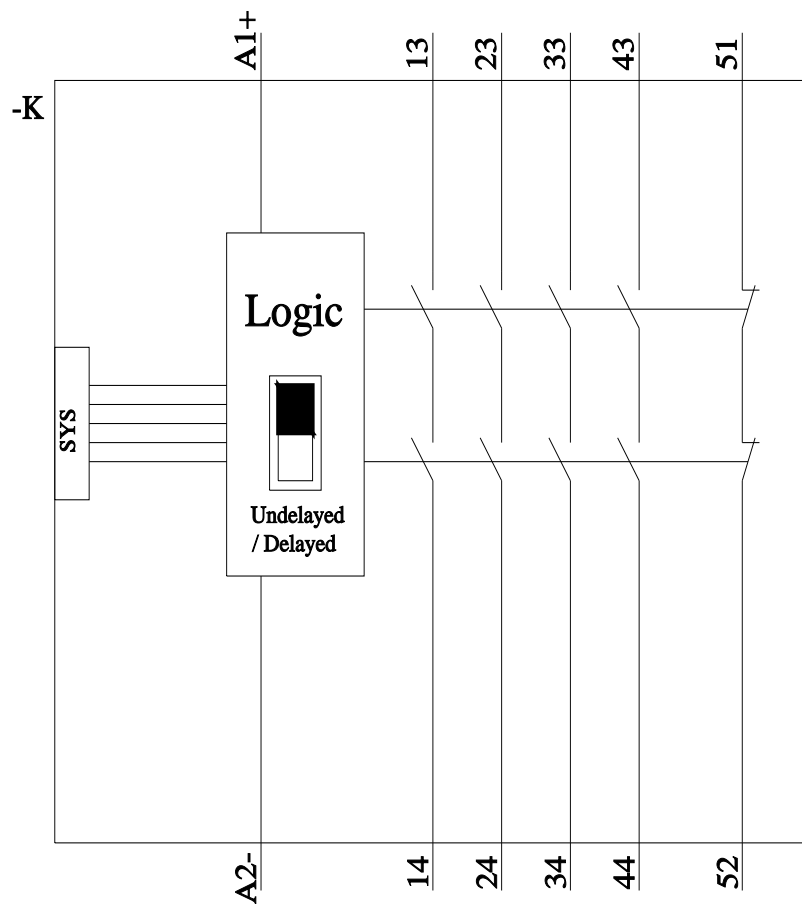 A1+
13
23
33
43
51
-K
Logic
SYS
Undelayed
/ Delayed
A2-
14
24
34
44
52